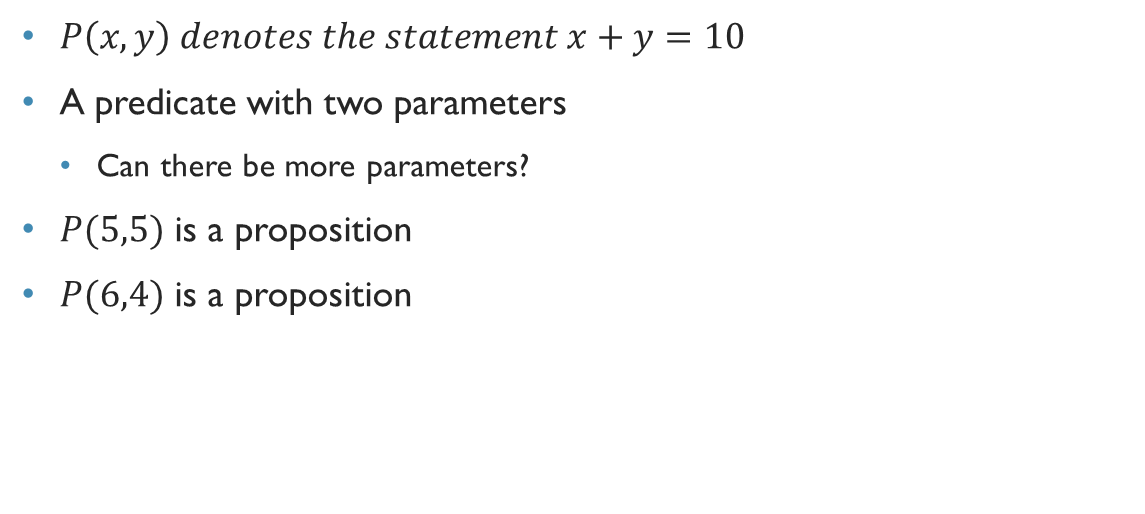 • P(x, y) denotes the statement x + y = 10
• A predicate with two parameters
• Can there be more parameters?
• P(5,5) is a proposition
• P(6,4) is a proposition